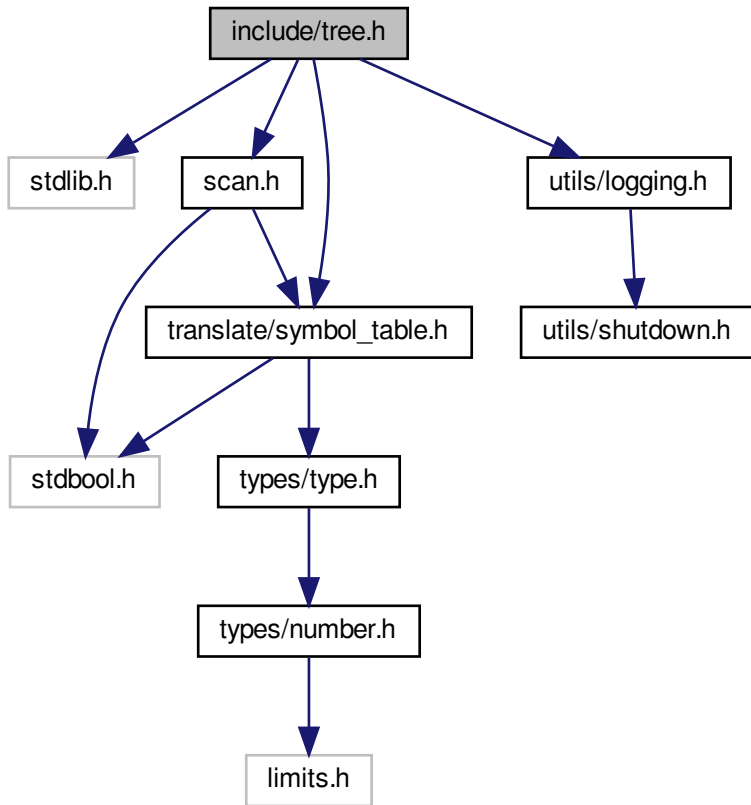 include/tree.h
stdlib.h
scan.h
utils/logging.h
translate/symbol_table.h
utils/shutdown.h
stdbool.h
types/type.h
types/number.h
limits.h